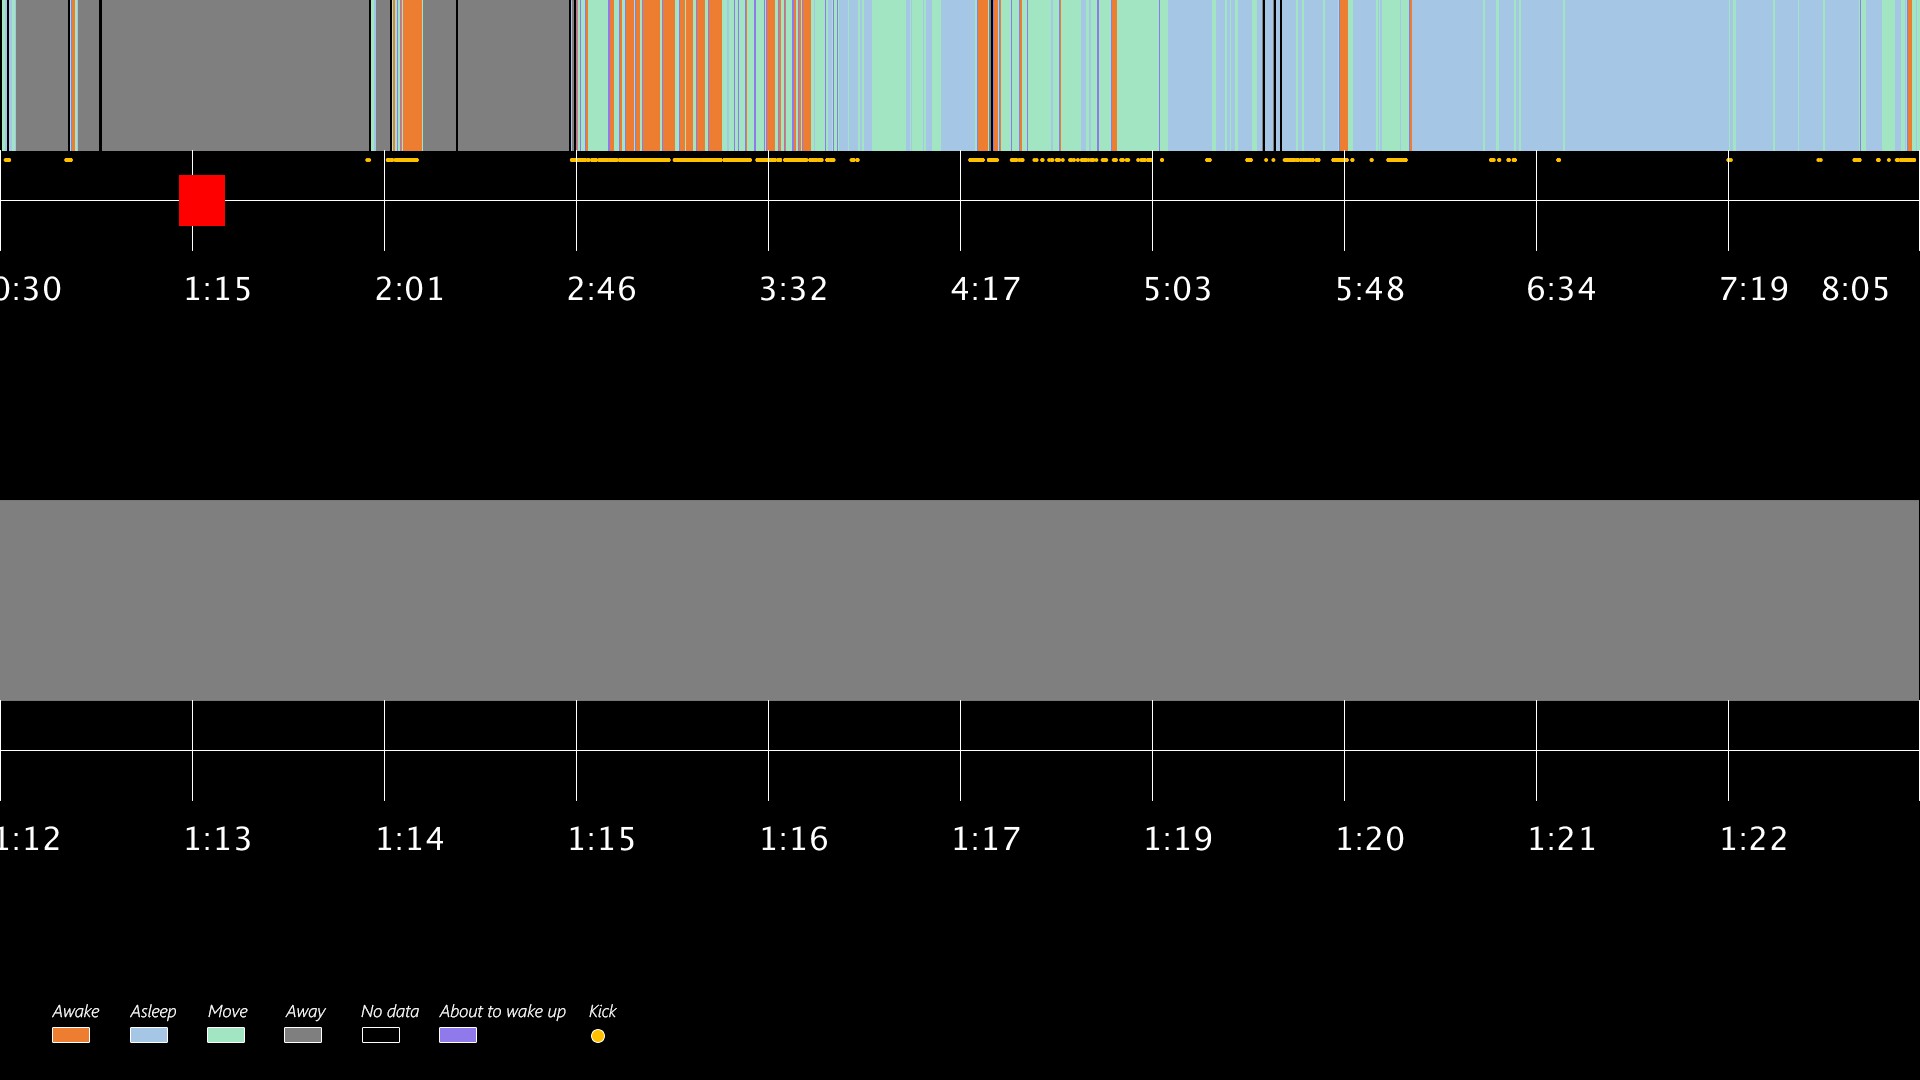 0:30 1:15 2:01 2:46 3:32 4:17 5:03 5:48 6:34 7:19 8:05
1:12 1:13 1:14 1:15 1:16 1:17 1:19 1:20 1:21 1:22
Awake Asleep Move Away No data About to wake up Kick